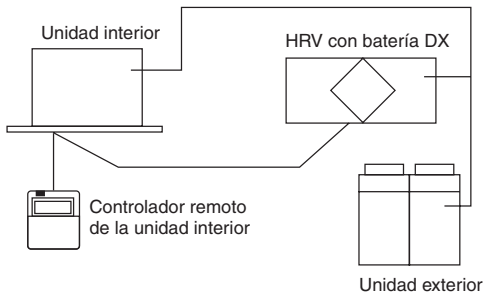 Unidad interior
HRV con batería DX
Controlador remoto
de la unidad interior
Unidad exterior